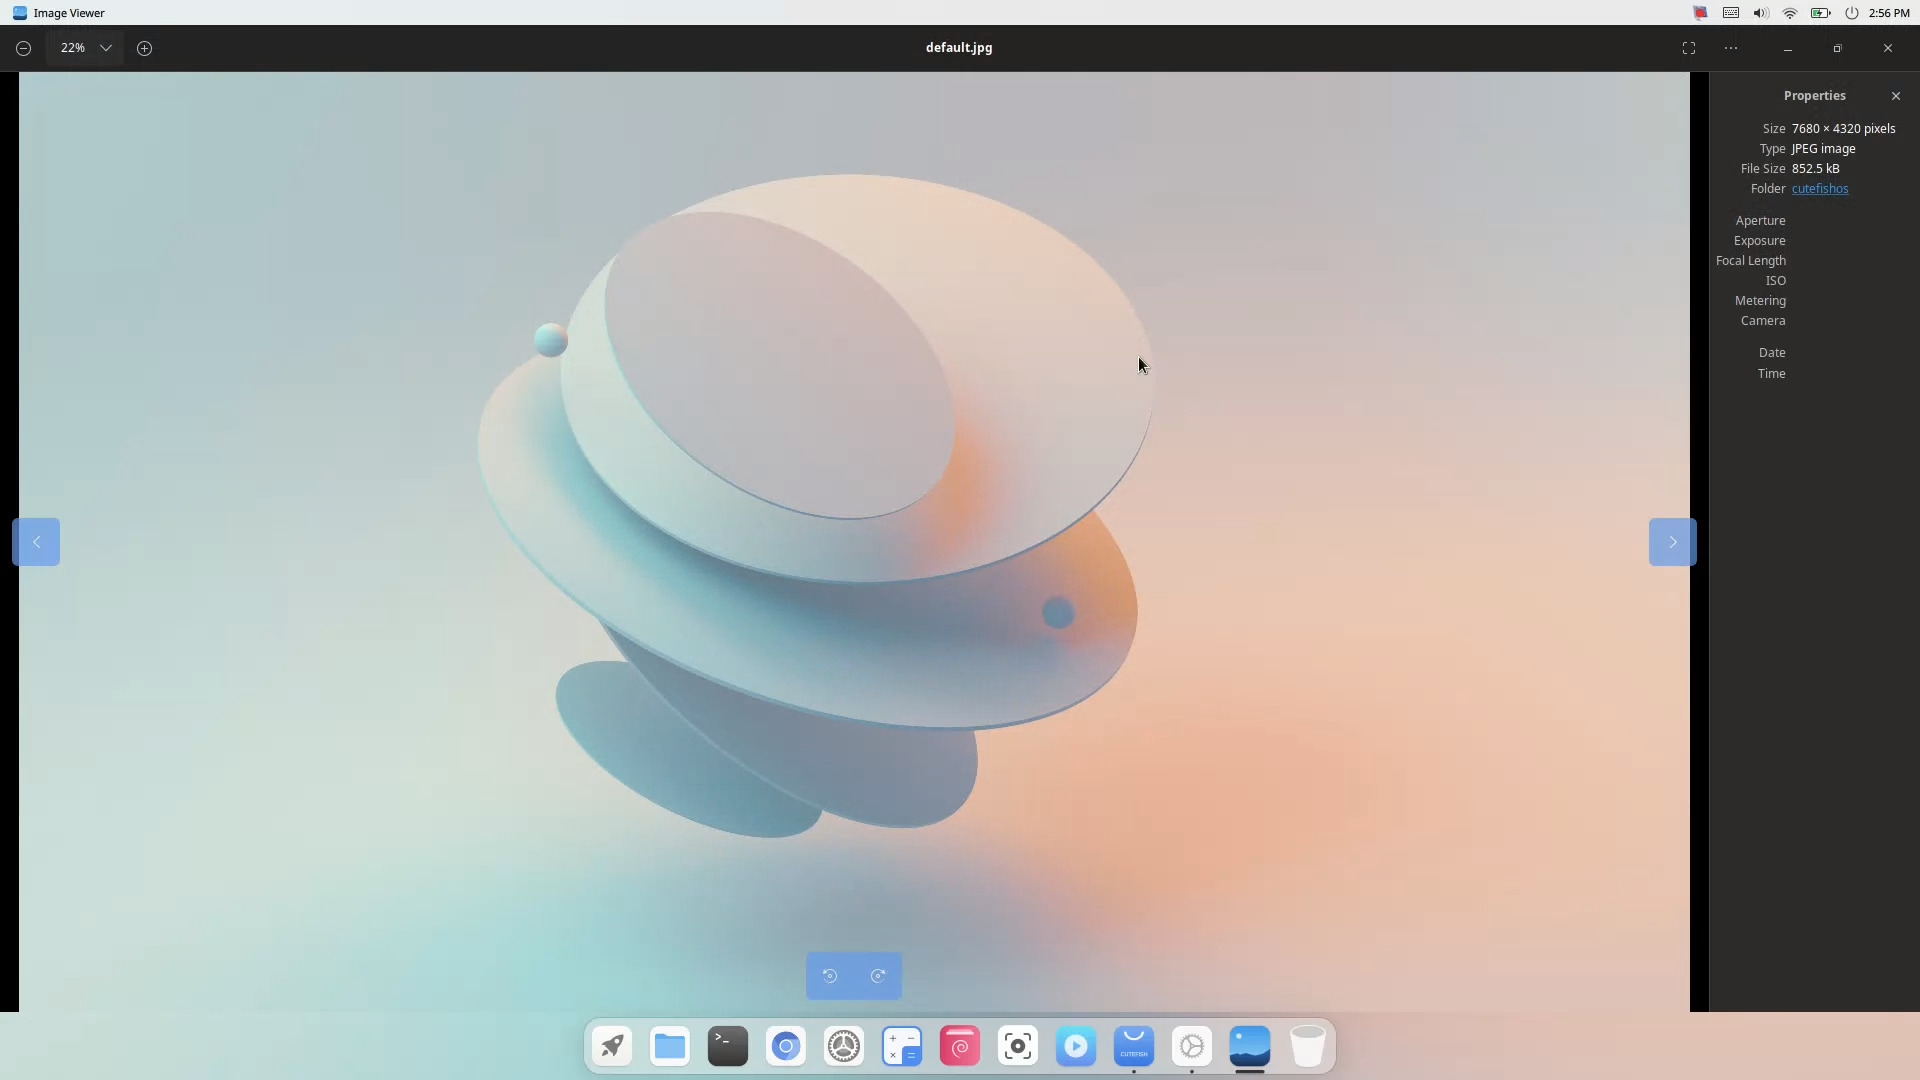 Image Viewer
2:56 PM
22%
default.jpg
Properties
Size 7680 × 4320 pixels
Type JPEG image
File Size 852.5 kB
Folder cutefishos
Aperture
Exposure
Focal Length
ISO
Metering
Camera
Date
Time
>_
CUTEFISH